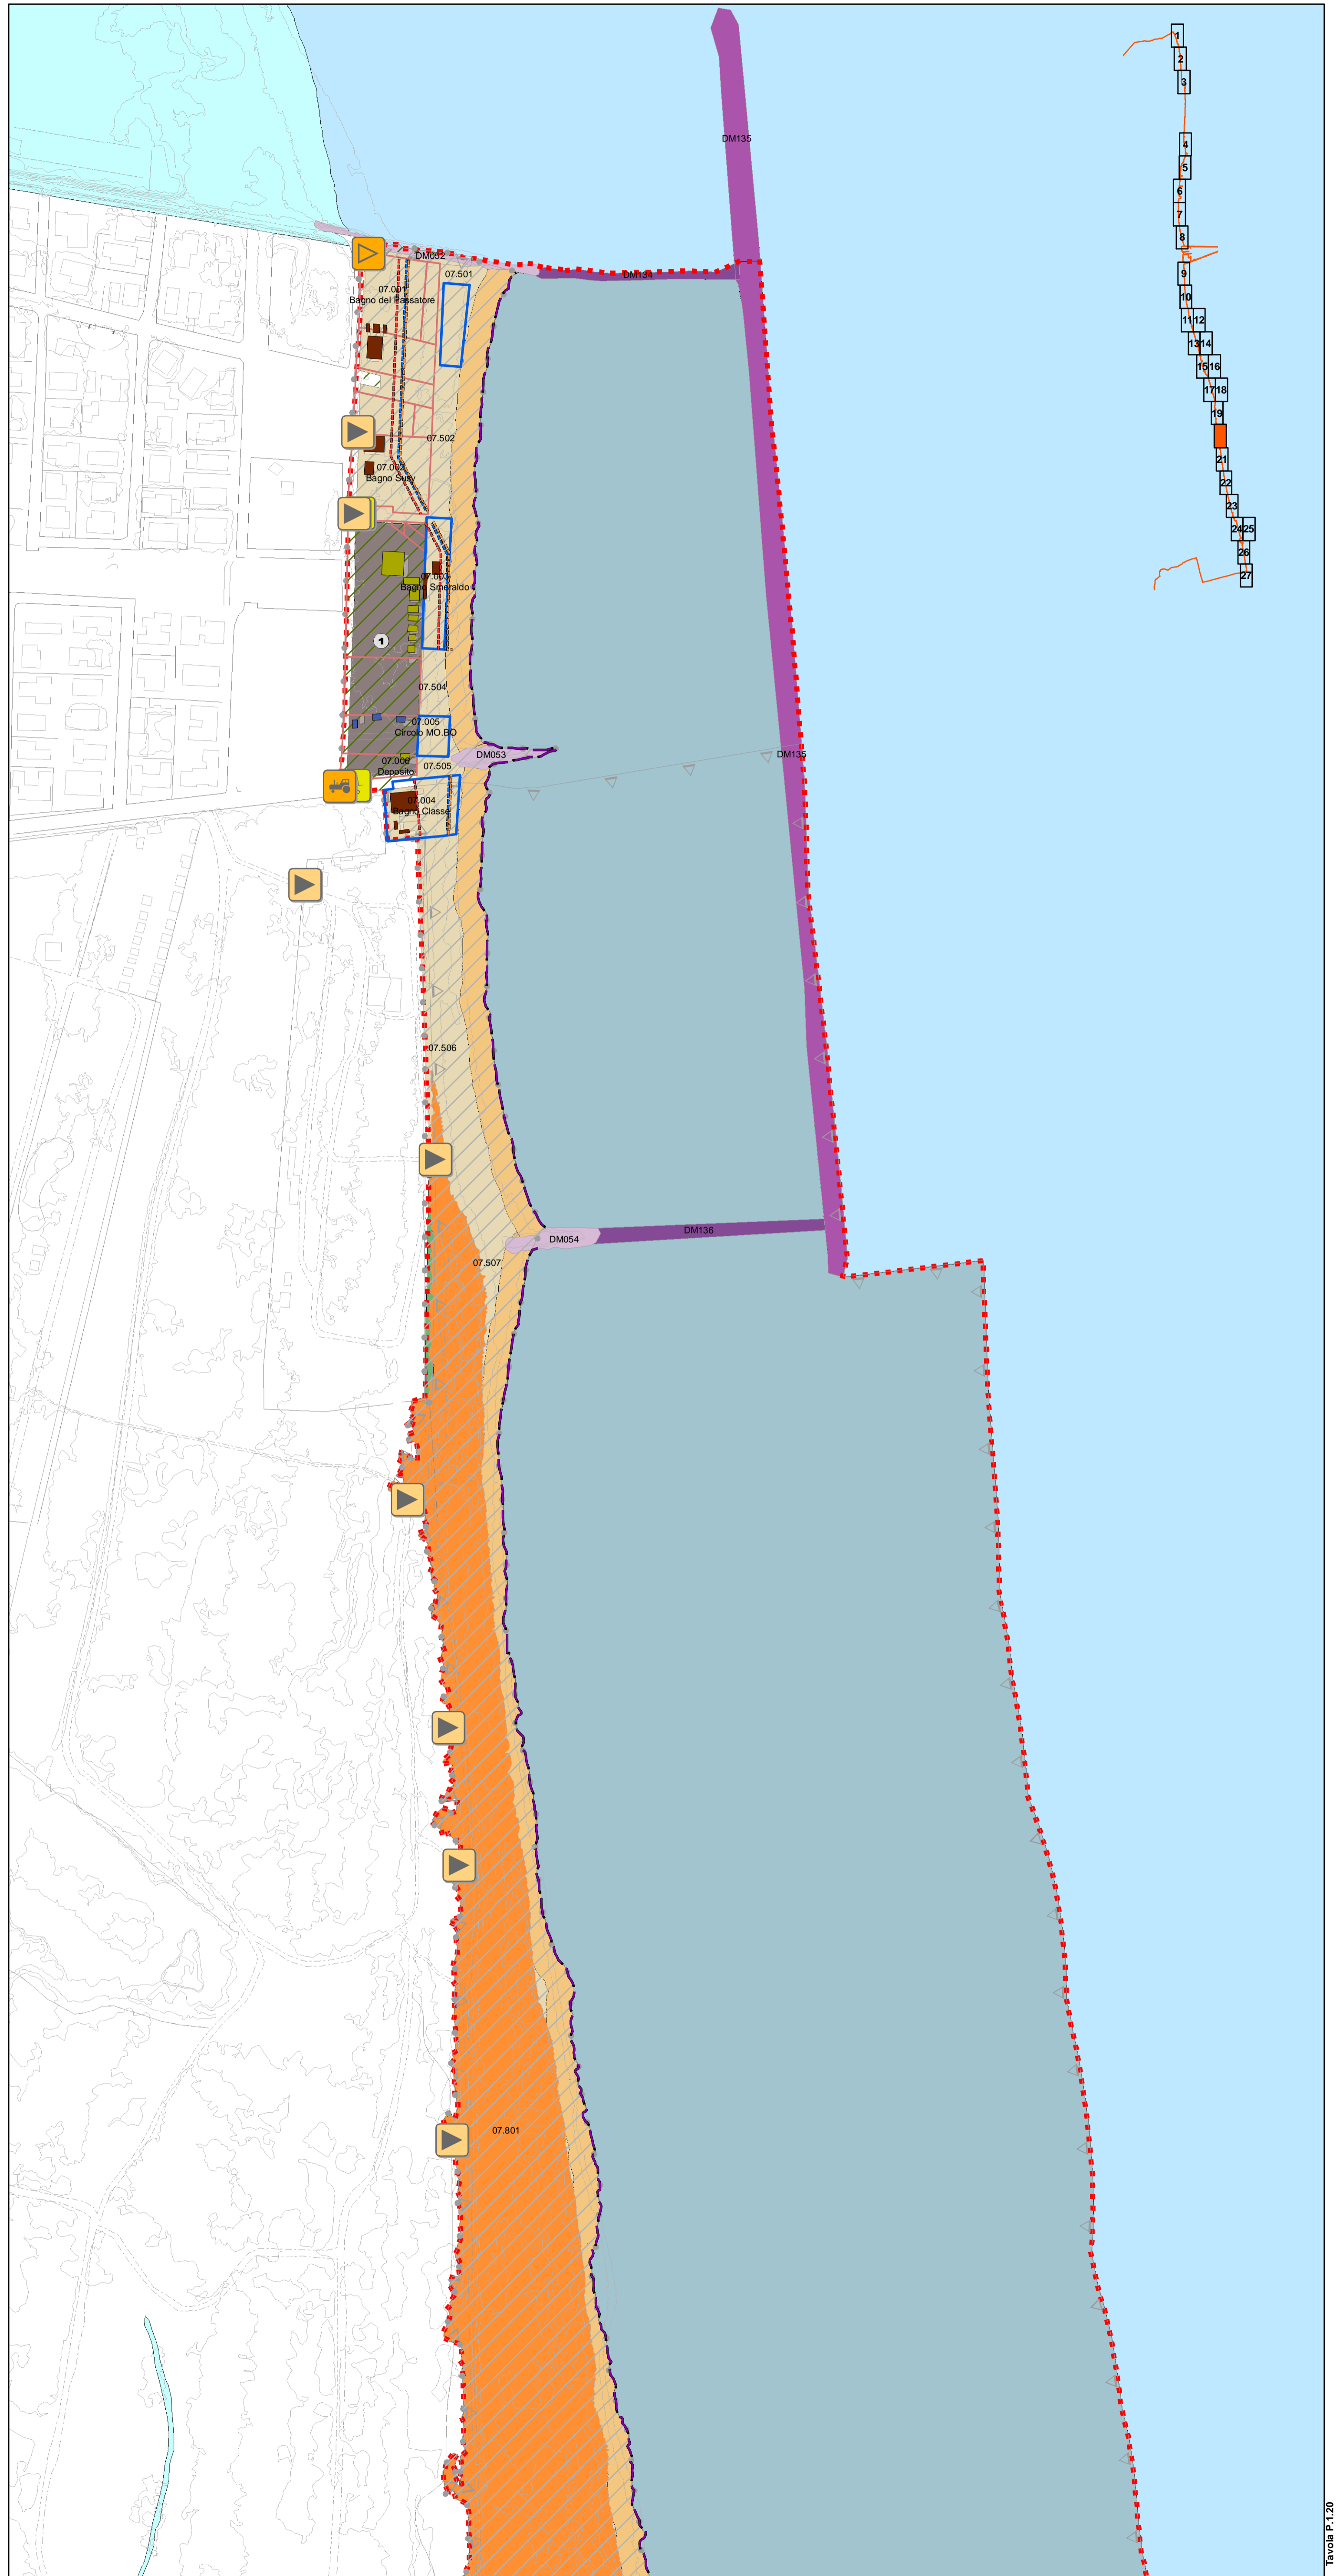 1
2
3
4
5
6
7
8
9
10
11 12
13 14
15 16
17 18
19
21
22
23
24 25
26
27
DM135
DM052
07.501
DM134
07.001
Bagno del Passatore
07.502
07.002
Bagno Susy
07.003
Bagno Smeraldo
1
07.504
07.005
Circolo MO.BO
DM053
DM135
07.006
07.505
Deposito
07.004
Bagno Classe
07.506
DM136
DM054
07.507
07.801
Tavola P.1.20